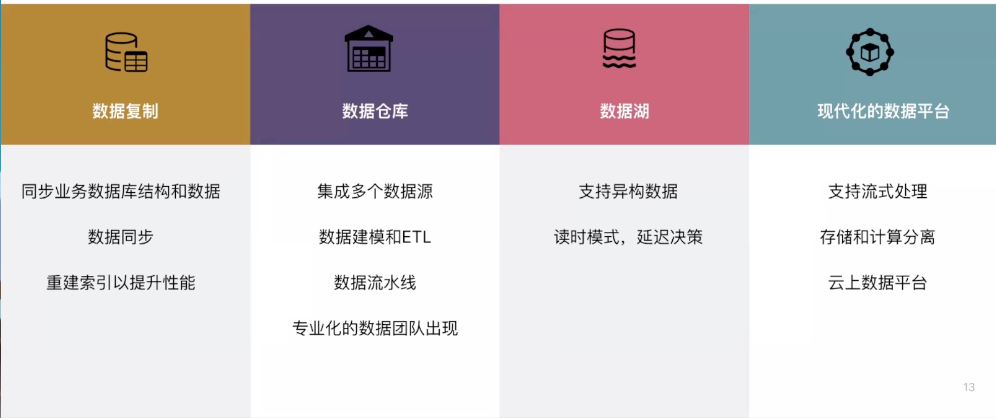 数据复制
同步业务数据库结构和数据
数据同步
重建索引以提升性能
数据仓库
集成多个数据源
数据建模和ETL
数据流水线
专业化的数据团队出现
数据湖
支持异构数据
读时模式，延迟决策
现代化的数据平台
支持流式处理
存储和计算分离
云上数据平台
13